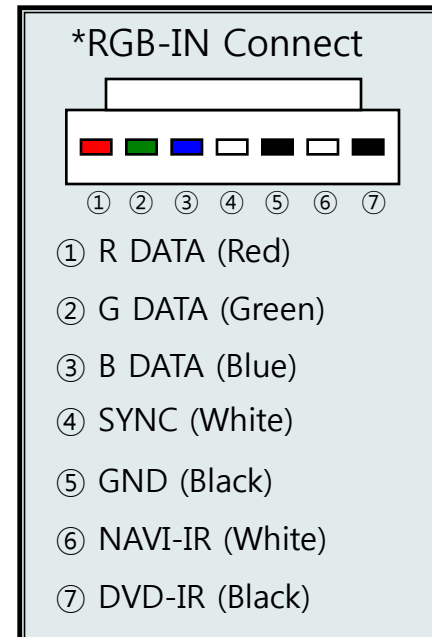 *RGB-IN Connect
① ② ③ ④ ⑤ ⑥ ⑦
① R DATA (Red)
② G DATA (Green)
③ B DATA (Blue)
④ SYNC (White)
⑤ GND (Black)
⑥ NAVI-IR (White)
⑦ DVD-IR (Black)